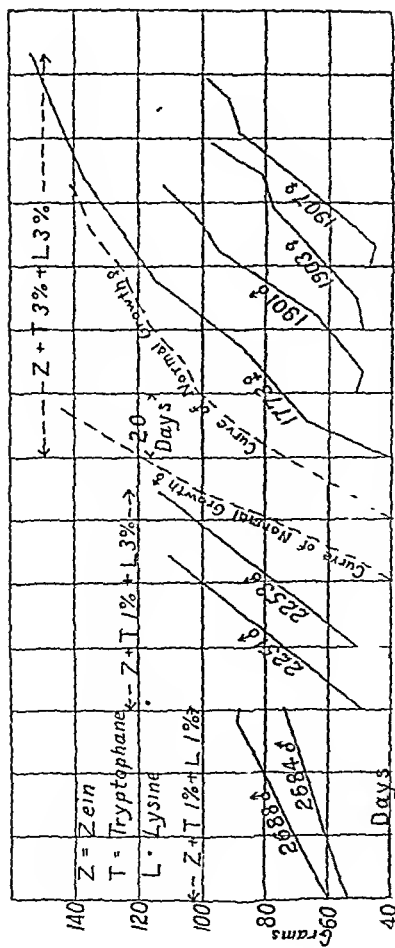 140
120
100
80
60
40
Grams
Days
Z = Zein
T = Tryptophane
L · Lysine
← Z + T 1% + L 1% →
← Z + T 1% + L 3% →
← Z + T 3% + L 3% →
20
Days
2688 ♂
2684 ♂
2251 ♂
2253 ♂
Curve of Normal Growth ♂
Curve of Normal Growth ♀
1773 ♀
1901 ♂
1903 ♀
1907 ♀